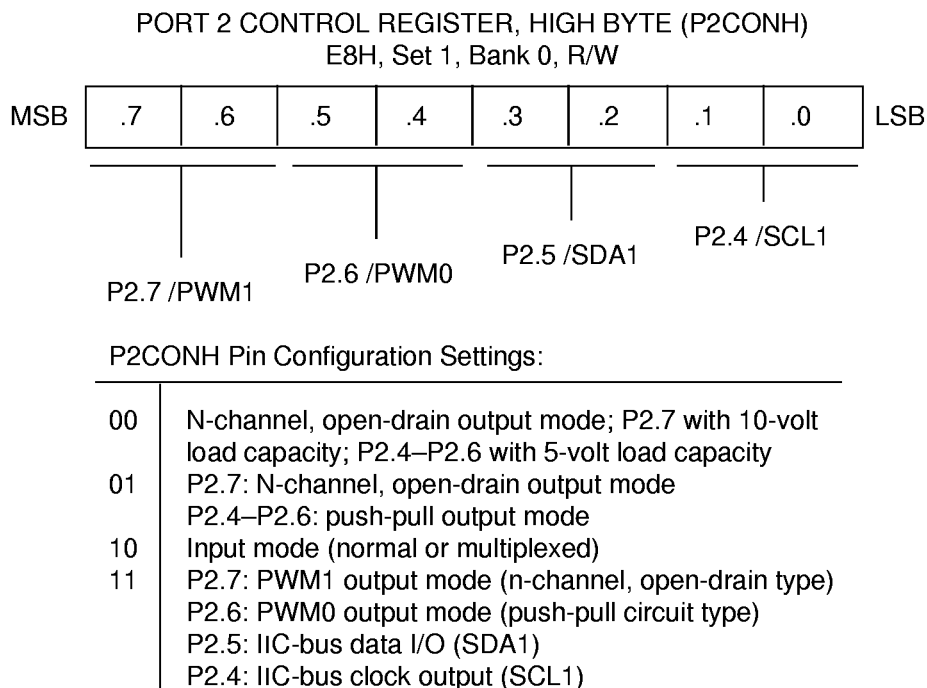 PORT 2 CONTROL REGISTER, HIGH BYTE (P2CONH)
E8H, Set 1, Bank 0, R/W
MSB .7 .6 .5 .4 .3 .2 .1 .0 LSB
P2.4 /SCL1
P2.5 /SDA1
P2.6 /PWM0
P2.7 /PWM1
P2CONH Pin Configuration Settings:
00 N-channel, open-drain output mode; P2.7 with 10-volt
load capacity; P2.4–P2.6 with 5-volt load capacity
01 P2.7: N-channel, open-drain output mode
P2.4–P2.6: push-pull output mode
10 Input mode (normal or multiplexed)
11 P2.7: PWM1 output mode (n-channel, open-drain type)
P2.6: PWM0 output mode (push-pull circuit type)
P2.5: IIC-bus data I/O (SDA1)
P2.4: IIC-bus clock output (SCL1)